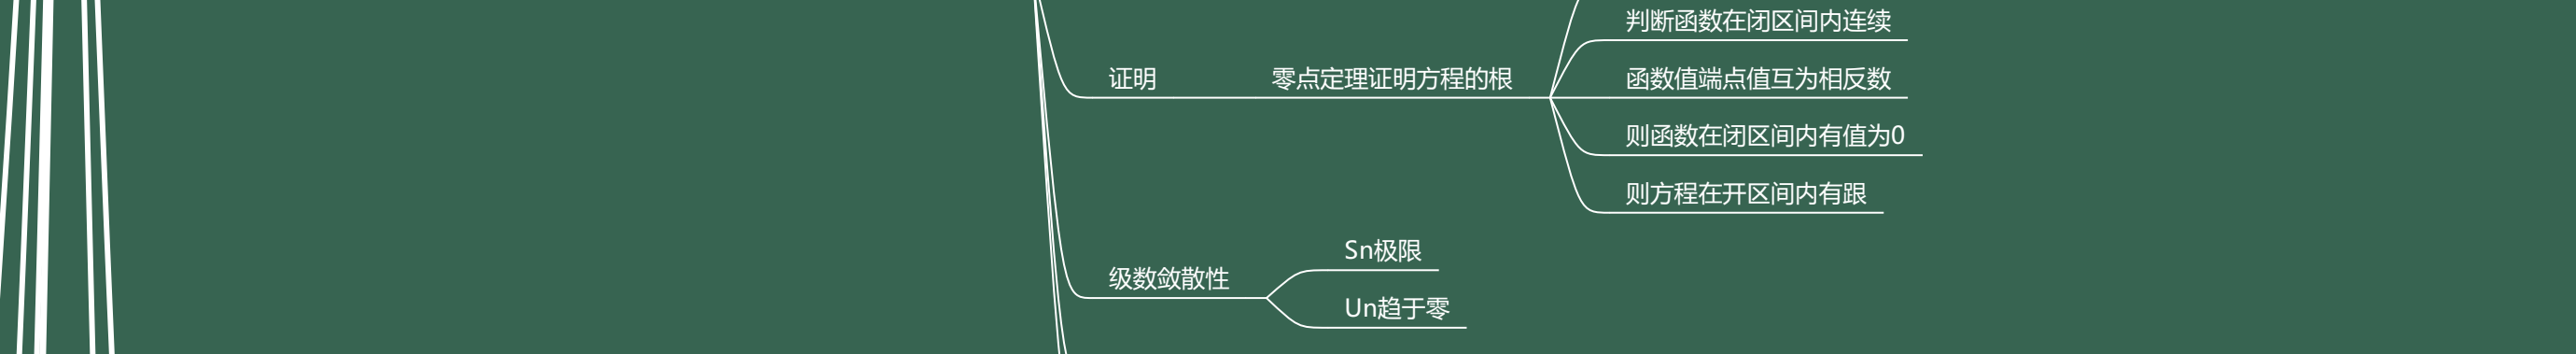 判断函数在闭区间内连续
证明
零点定理证明方程的根
函数值端点值互为相反数
则函数在闭区间内有值为0
则方程在开区间内有跟
Sn极限
级数敛散性
Un趋于零